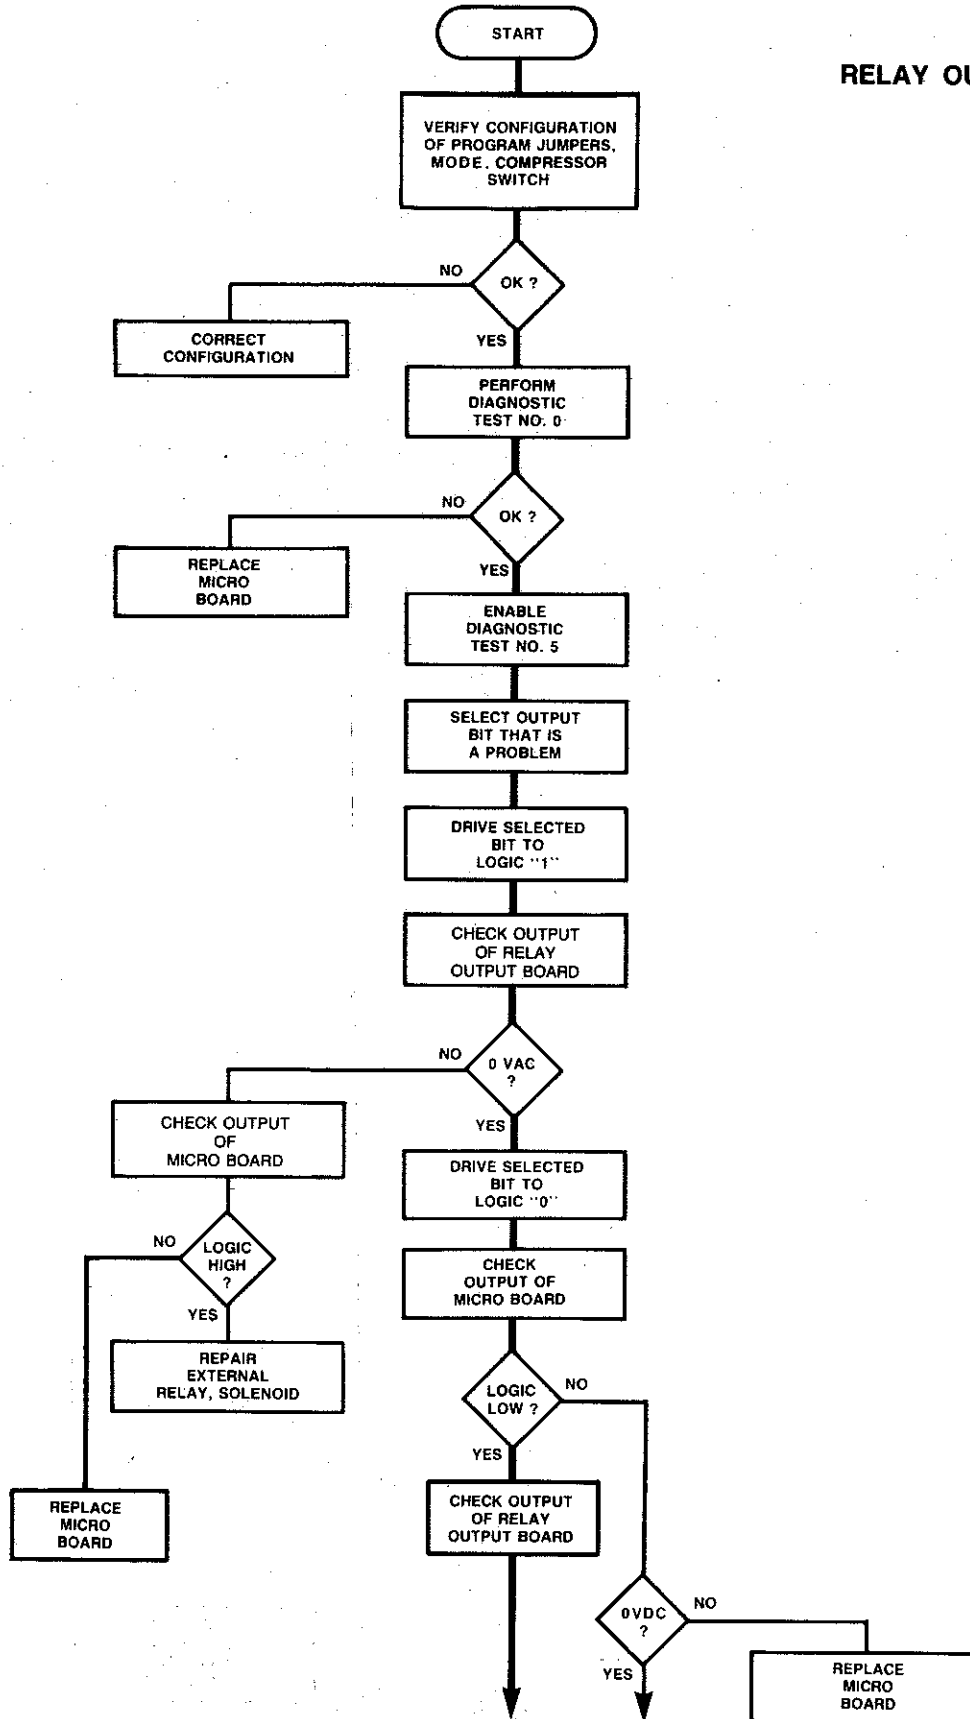 START
RELAY OU
VERIFY CONFIGURATION
OF PROGRAM JUMPERS,
MODE, COMPRESSOR
SWITCH
OK ?
NO
YES
CORRECT
CONFIGURATION
PERFORM
DIAGNOSTIC
TEST NO. 0
OK ?
NO
YES
REPLACE
MICRO
BOARD
ENABLE
DIAGNOSTIC
TEST NO. 5
SELECT OUTPUT
BIT THAT IS
A PROBLEM
DRIVE SELECTED
BIT TO
LOGIC "1"
CHECK OUTPUT
OF RELAY
OUTPUT BOARD
0 VAC
?
NO
YES
CHECK OUTPUT
OF
MICRO BOARD
LOGIC
HIGH
?
NO
YES
REPAIR
EXTERNAL
RELAY, SOLENOID
REPLACE
MICRO
BOARD
DRIVE SELECTED
BIT TO
LOGIC "0"
CHECK
OUTPUT OF
MICRO BOARD
LOGIC
LOW ?
NO
YES
CHECK OUTPUT
OF RELAY
OUTPUT BOARD
0VDC
?
NO
YES
REPLACE
MICRO
BOARD